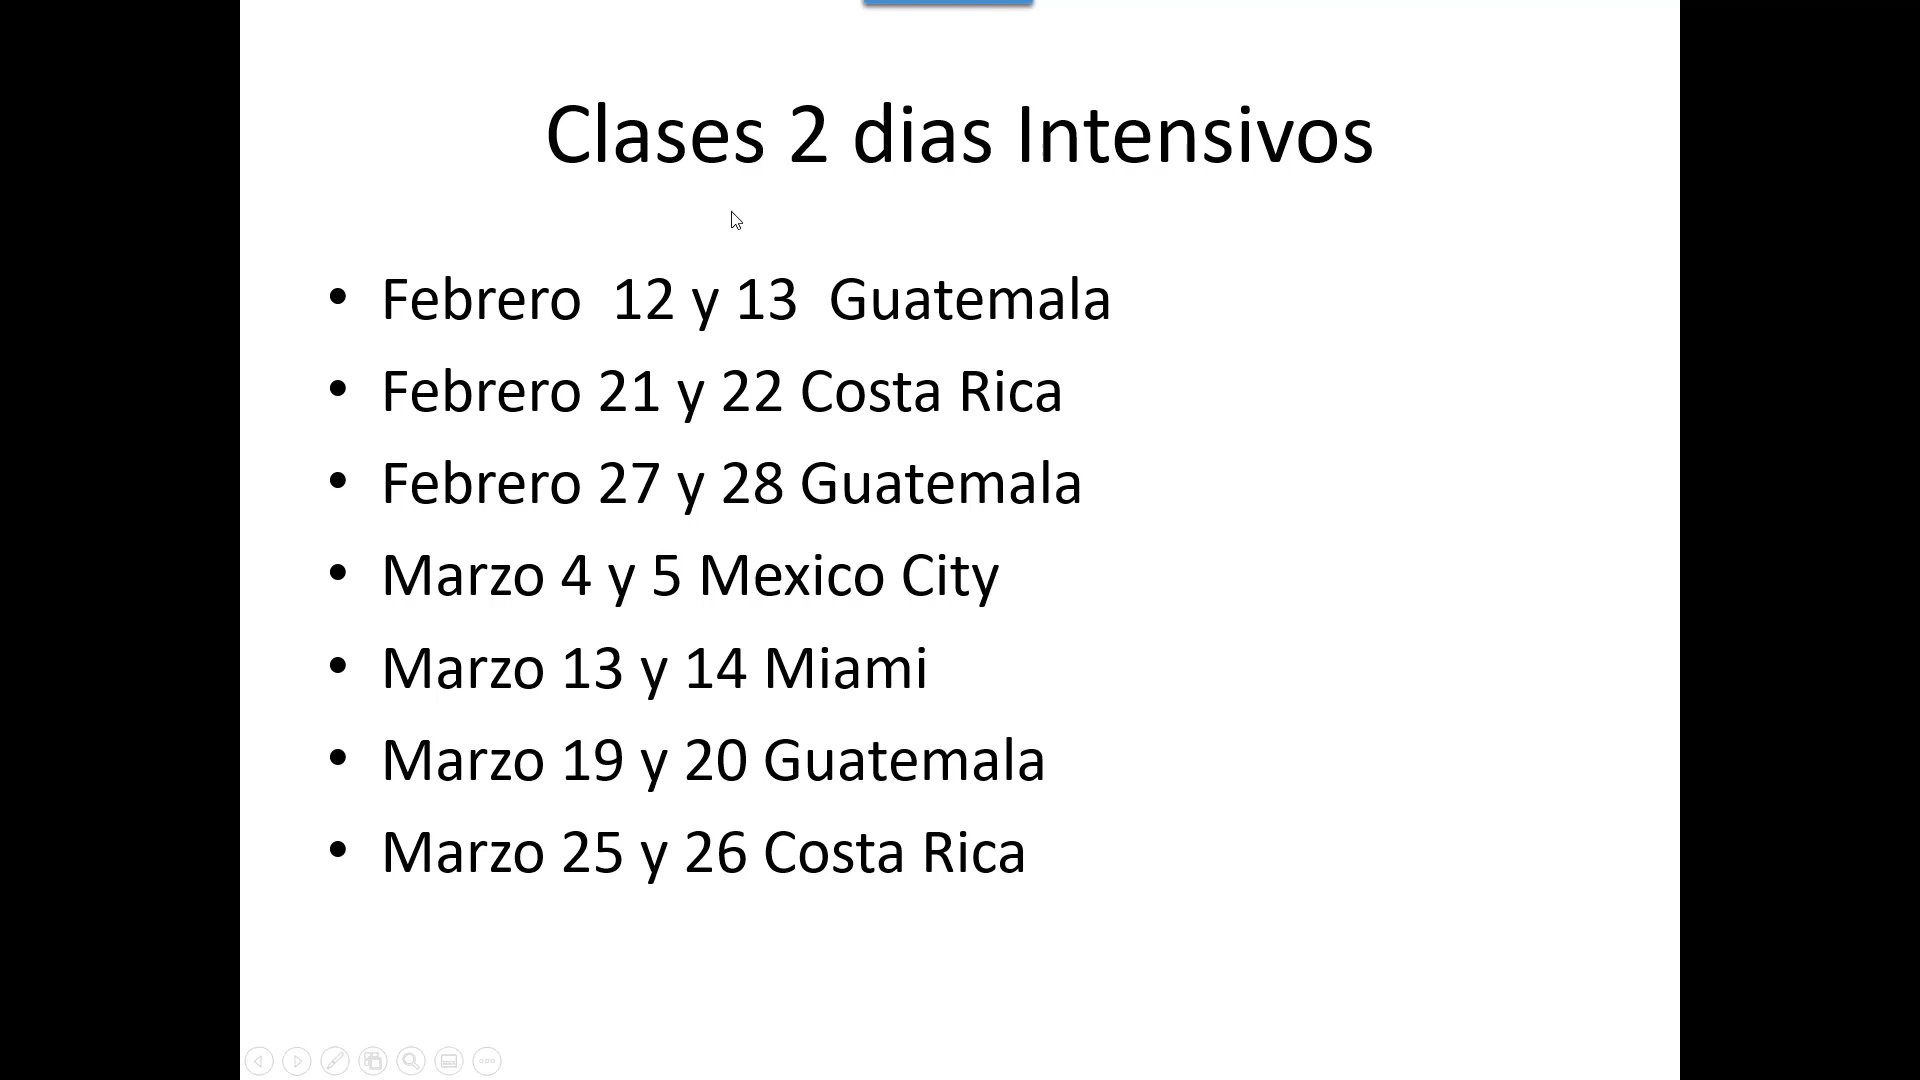 Clases 2 dias Intensivos
• Febrero  12 y 13  Guatemala
• Febrero 21 y 22 Costa Rica
• Febrero 27 y 28 Guatemala
• Marzo 4 y 5 Mexico City
• Marzo 13 y 14 Miami
• Marzo 19 y 20 Guatemala
• Marzo 25 y 26 Costa Rica